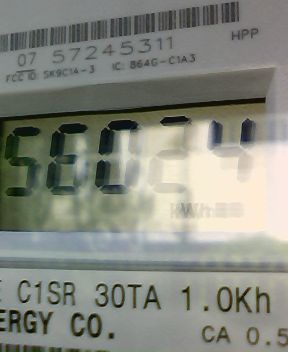 HPP
07 57245311
FCC ID: SK9C1A-3 IC: 864G-C1A3
56024
kWh
C1SR 30TA 1.0Kh
ERGY CO.
CA 0.5